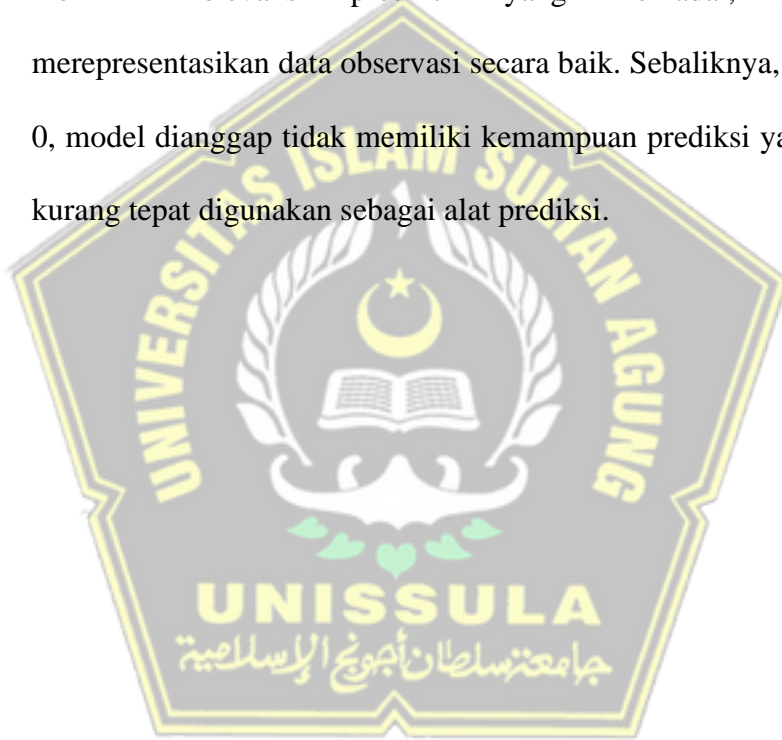 merepresentasikan data observasi secara baik. Sebaliknya,
0, model dianggap tidak memiliki kemampuan prediksi
kurang tepat digunakan sebagai alat prediksi.
UNIVERSITAS ISLAM SULTAN AGUNG
UNISSULA
جامعة سلطان أجونج الإسلامية